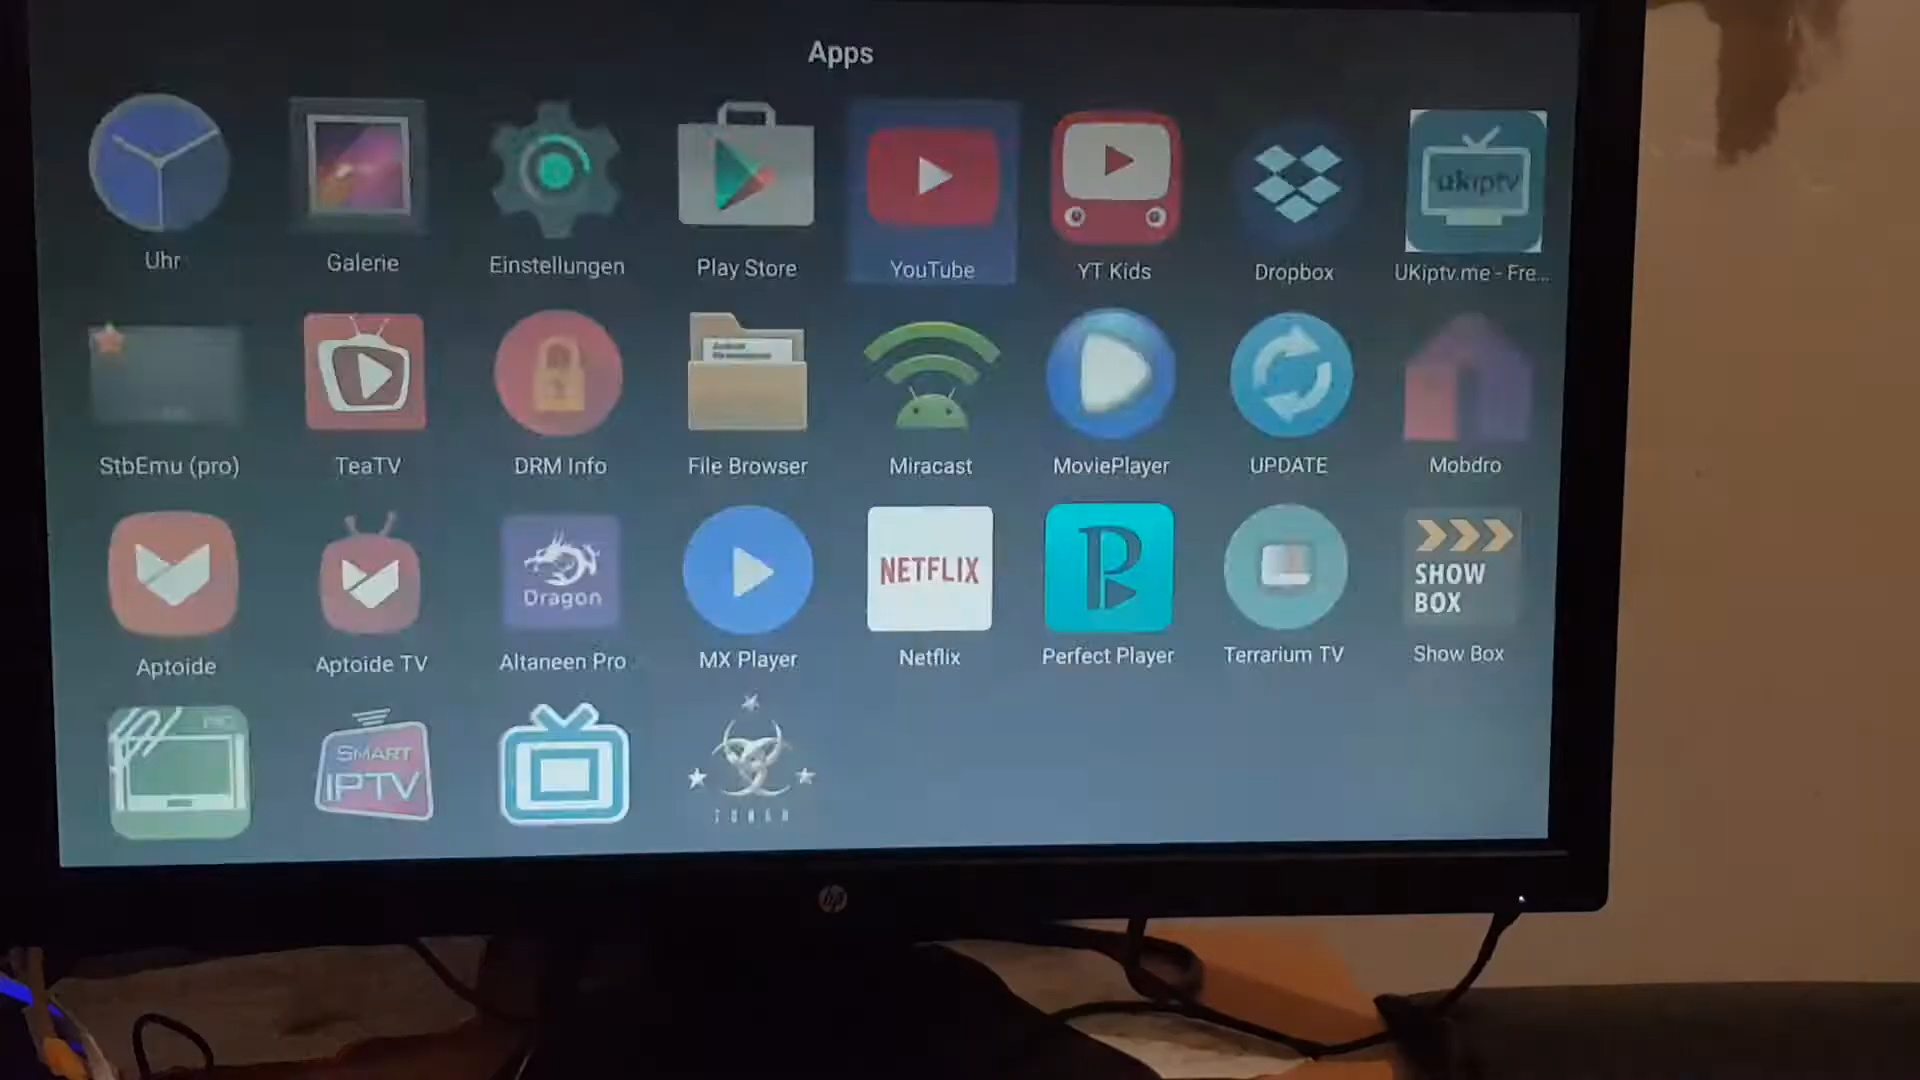 Apps
ukiptv
Uhr
Galerie
Einstellungen
Play Store
YouTube
YT Kids
Dropbox
UKiptv.me - Fre...
StbEmu (pro)
TeaTV
DRM Info
File Browser
Miracast
MoviePlayer
UPDATE
Mobdro
Dragon
NETFLIX
SHOW
BOX
Aptoide
Aptoide TV
Altaneen Pro
MX Player
Netflix
Perfect Player
Terrarium TV
Show Box
SMART
IPTV
hp